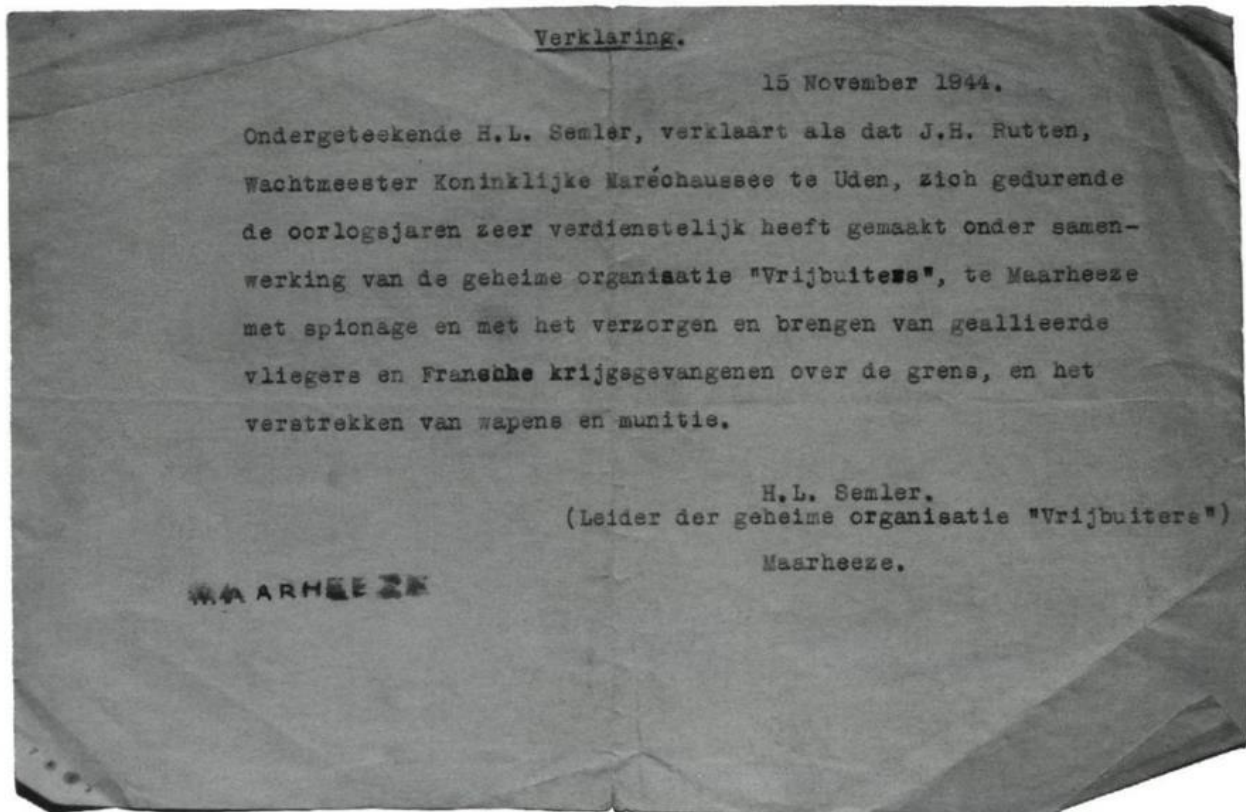 Verklaring.
15 November 1944.
Ondergeteekende H.L. Semler, verklaart als dat J.H. Rutten,
Wachtmeester Koninklijke Maréchaussee te Uden, zich gedurende
de oorlogsjaren zeer verdienstelijk heeft gemaakt onder samen-
werking van de geheime organisatie "Vrijbuiters", te Maarheeze
met spionage en met het verzorgen en brengen van geallieerde
vliegers en Fransche krijgsgevangenen over de grens, en het
verstrekken van wapens en munitie.
H.L. Semler.
(Leider der geheime organisatie "Vrijbuiters")
Maarheeze.
MAARHEEZE